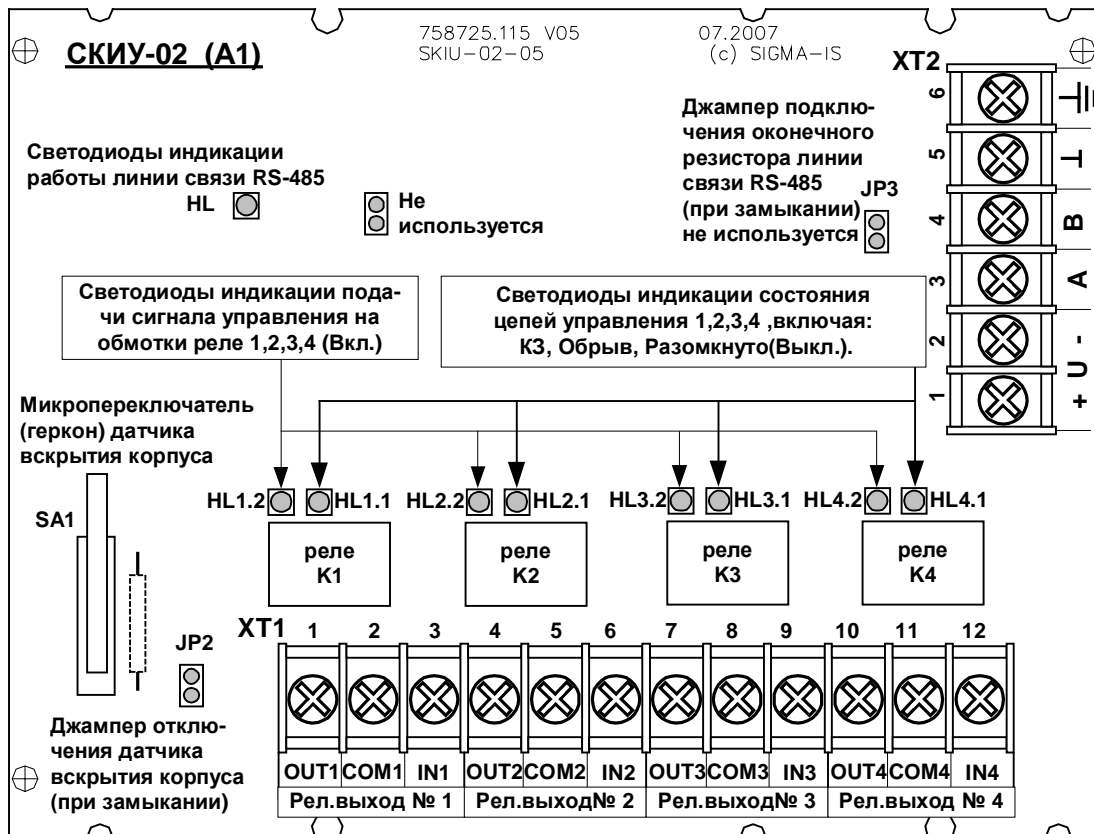 758725.115 V05
SKIU-02-05
07.2007
(c) SIGMA-IS
СКИУ-02 (А1)
XT2
6
5
4
3
2
1
⏚
⊥
B
A
+ U -
Светодиоды индикации
работы линии связи RS-485
HL
Не
используется
Джампер подклю-
чения оконечного
резистора линии
связи RS-485
(при замыкании)
не используется
JP3
Светодиоды индикации пода-
чи сигнала управления на
обмотки реле 1,2,3,4 (Вкл.)
Светодиоды индикации состояния
цепей управления 1,2,3,4 ,включая:
КЗ, Обрыв, Разомкнуто(Выкл.).
Микропереключатель
(геркон) датчика
вскрытия корпуса
SA1
HL1.2
HL1.1
HL2.2
HL2.1
HL3.2
HL3.1
HL4.2
HL4.1
реле
K1
реле
K2
реле
K3
реле
K4
JP2
Джампер отклю-
чения датчика
вскрытия корпуса
(при замыкании)
XT1 1 2 3 4 5 6 7 8 9 10 11 12
OUT1 COM1 IN1 OUT2 COM2 IN2 OUT3 COM3 IN3 OUT4 COM4 IN4
Рел.выход № 1 Рел.выход№ 2 Рел.выход№ 3 Рел.выход № 4